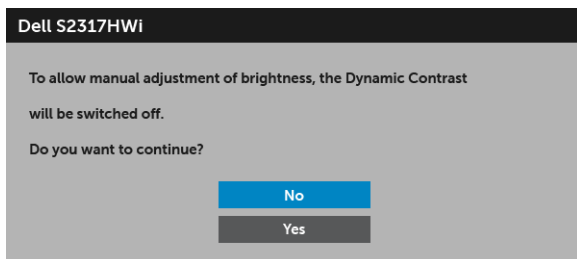 Dell S2317HWi
To allow manual adjustment of brightness, the Dynamic Contrast
will be switched off.
Do you want to continue?
No
Yes